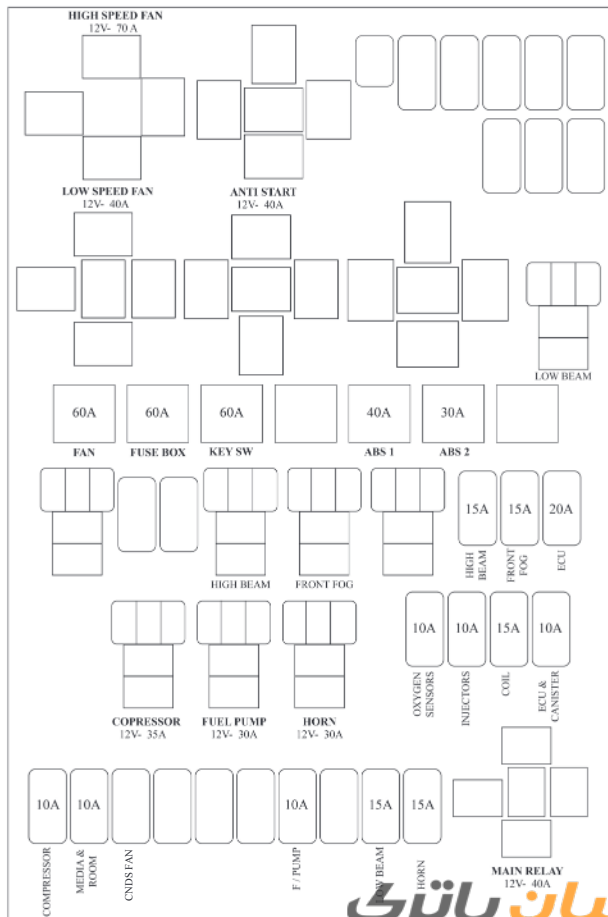 HIGH SPEED FAN
12V- 70 A
LOW SPEED FAN
12V- 40A
ANTI START
12V- 40A
LOW BEAM
60A
60A
60A
40A
30A
FAN
FUSE BOX
KEY SW
ABS 1
ABS 2
15A
15A
20A
HIGH
BEAM
FRONT
FOG
ECU
HIGH BEAM
FRONT FOG
10A
10A
15A
10A
OXYGEN
SENSORS
INJECTORS
COIL
ECU &
CANISTER
COPRESSOR
12V- 35A
FUEL PUMP
12V- 30A
HORN
12V- 30A
10A
10A
10A
15A
15A
COMPRESSOR
MEDIA &
ROOM
CNDS FAN
F / PUMP
LOW BEAM
HORN
MAIN RELAY
12V- 40A
باتری